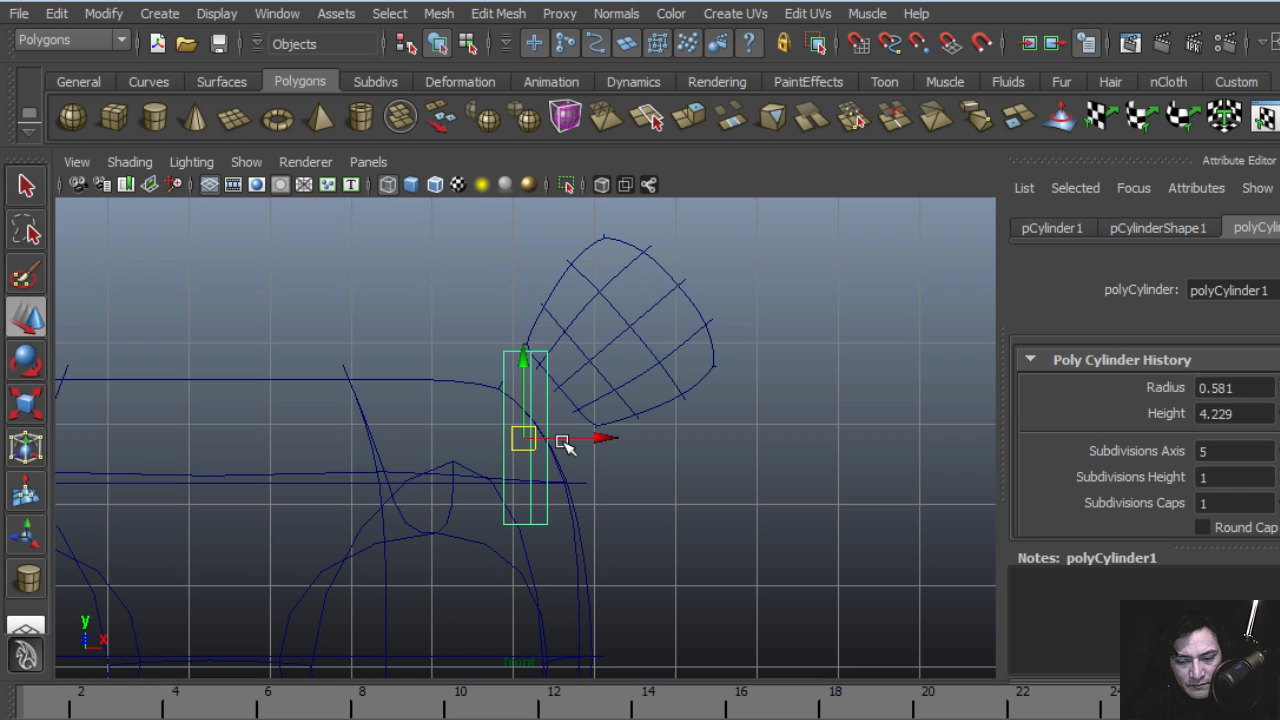 File Edit Modify Create Display Window Assets Select Mesh Edit Mesh Proxy Normals Color Create UVs Edit UVs Muscle Help
Polygons Objects
General Curves Surfaces Polygons Subdivs Deformation Animation Dynamics Rendering PaintEffects Toon Muscle Fluids Fur Hair nCloth Custom
View Shading Lighting Show Renderer Panels
Attribute Editor
List Selected Focus Attributes Show
pCylinder1 pCylinderShape1 polyCylin
polyCylinder: polyCylinder1
Poly Cylinder History
Radius 0.581
Height 4.229
Subdivisions Axis 5
Subdivisions Height 1
Subdivisions Caps 1
Round Cap
Notes: polyCylinder1
y
z x
front
2 4 6 8 10 12 14 16 18 20 22 24